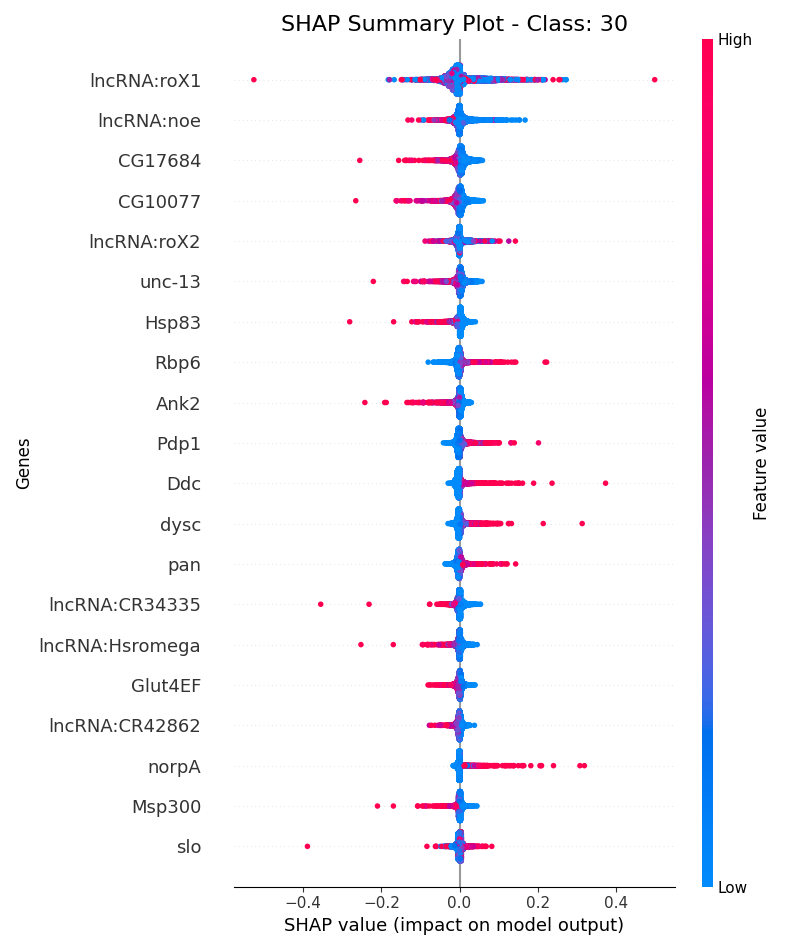 SHAP Summary Plot - Class: 30
High
lncRNA:roX1
lncRNA:noe
CG17684
CG10077
lncRNA:roX2
unc-13
Hsp83
Rbp6
Ank2
Pdp1
Ddc
dysc
pan
lncRNA:CR34335
lncRNA:Hsromega
Glut4EF
lncRNA:CR42862
norpA
Msp300
slo
Genes
Feature value
Low
−0.4 −0.2 0.0 0.2 0.4
SHAP value (impact on model output)